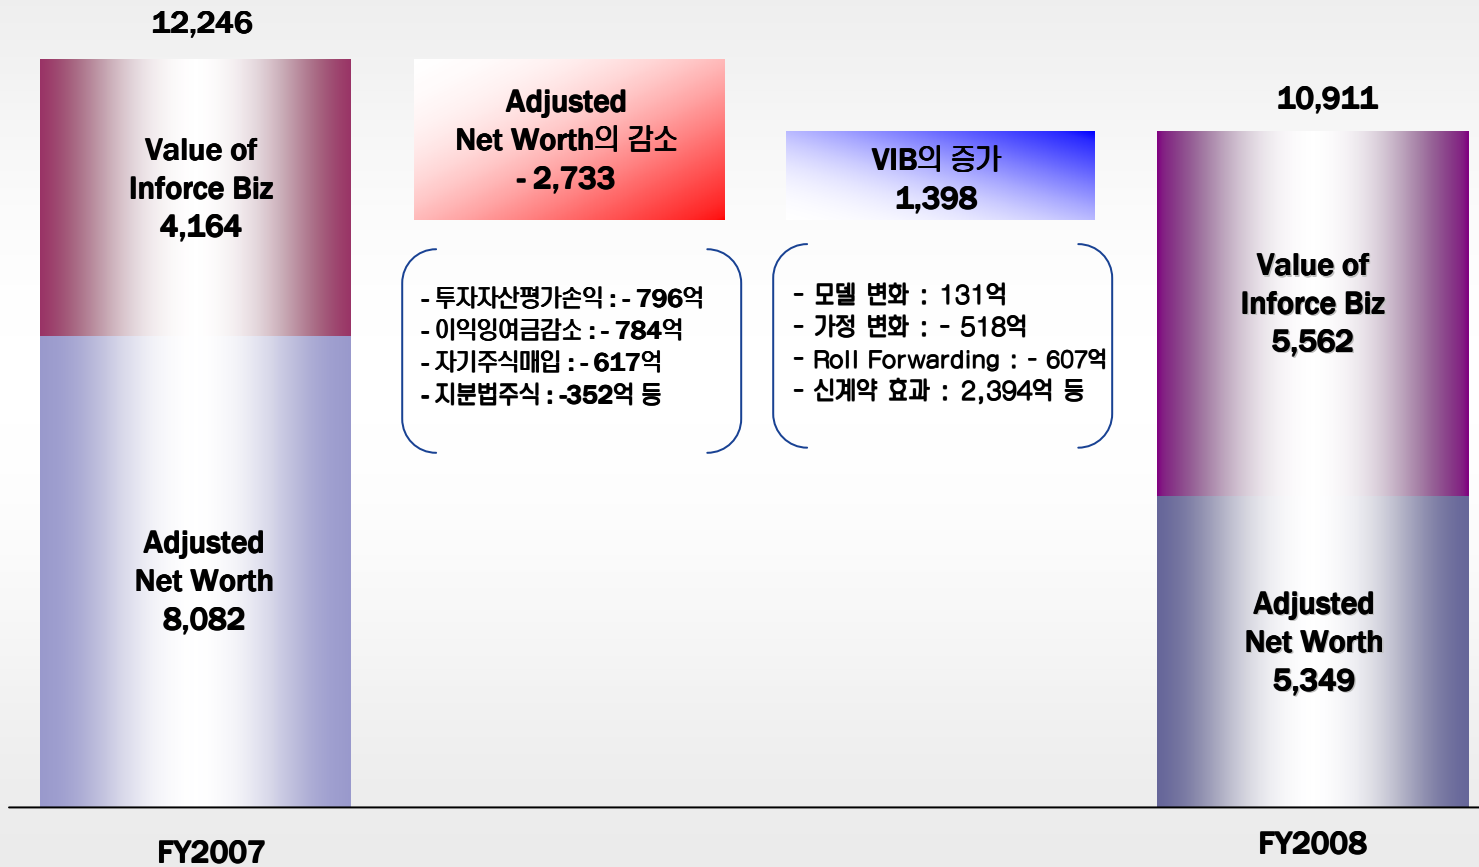 12,246
Value of
Inforce Biz
4,164
Adjusted
Net Worth
8,082
FY2007
Adjusted
Net Worth의 감소
- 2,733
- 투자자산평가손익 : - 796억
- 이익잉여금감소 : - 784억
- 자기주식매입 : - 617억
- 지분법주식 : -352억 등
VIB의 증가
1,398
- 모델 변화 : 131억
- 가정 변화 : - 518억
- Roll Forwarding : - 607억
- 신계약 효과 : 2,394억 등
10,911
Value of
Inforce Biz
5,562
Adjusted
Net Worth
5,349
FY2008